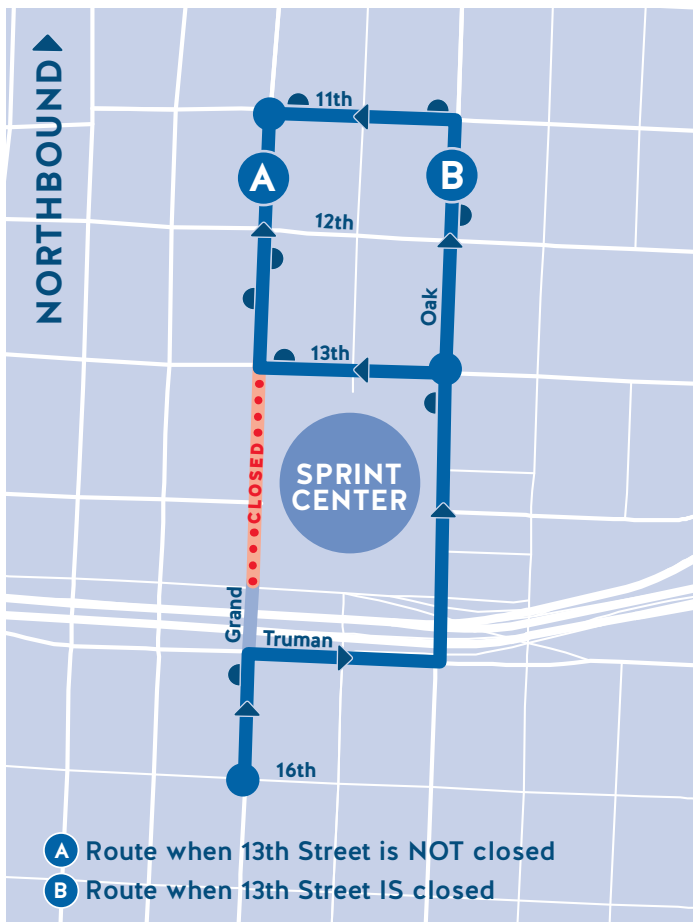 NORTHBOUND
11th
A
B
12th
Oak
13th
CLOSED
SPRINT
CENTER
Grand
Truman
16th
A Route when 13th Street is NOT closed
B Route when 13th Street IS closed